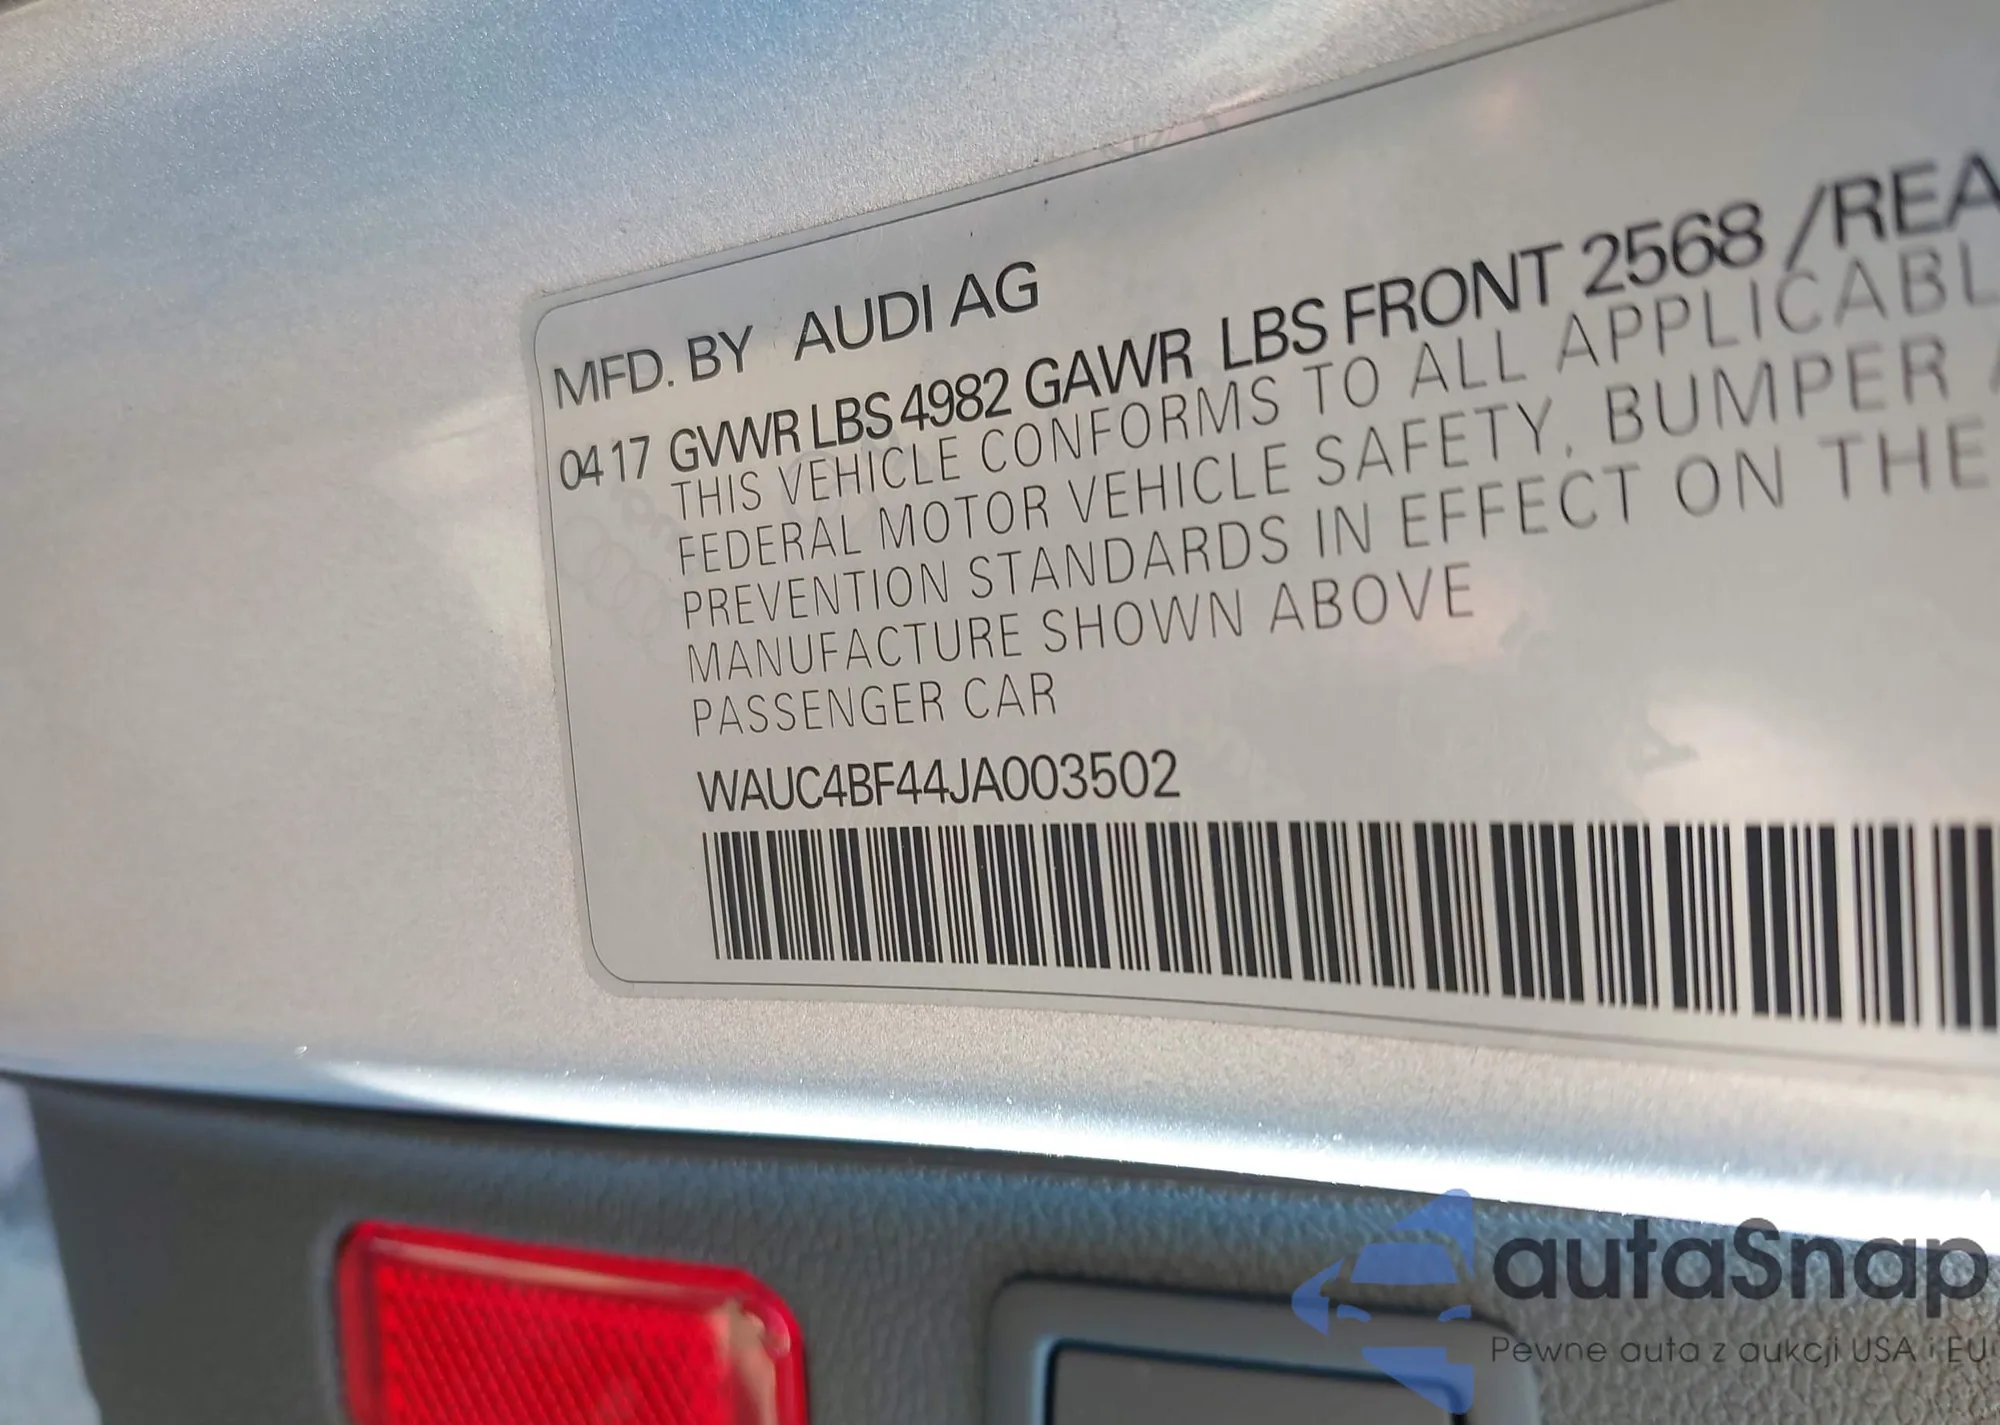 MFD. BY AUDI AG
04 17 GVWR LBS 4982 GAWR LBS FRONT 2568 /REA
THIS VEHICLE CONFORMS TO ALL APPLICABL
FEDERAL MOTOR VEHICLE SAFETY, BUMPER A
PREVENTION STANDARDS IN EFFECT ON THE
MANUFACTURE SHOWN ABOVE
PASSENGER CAR
WAUC4BF44JA003502
autaSnap
Pewne auta z aukcji USA i EU